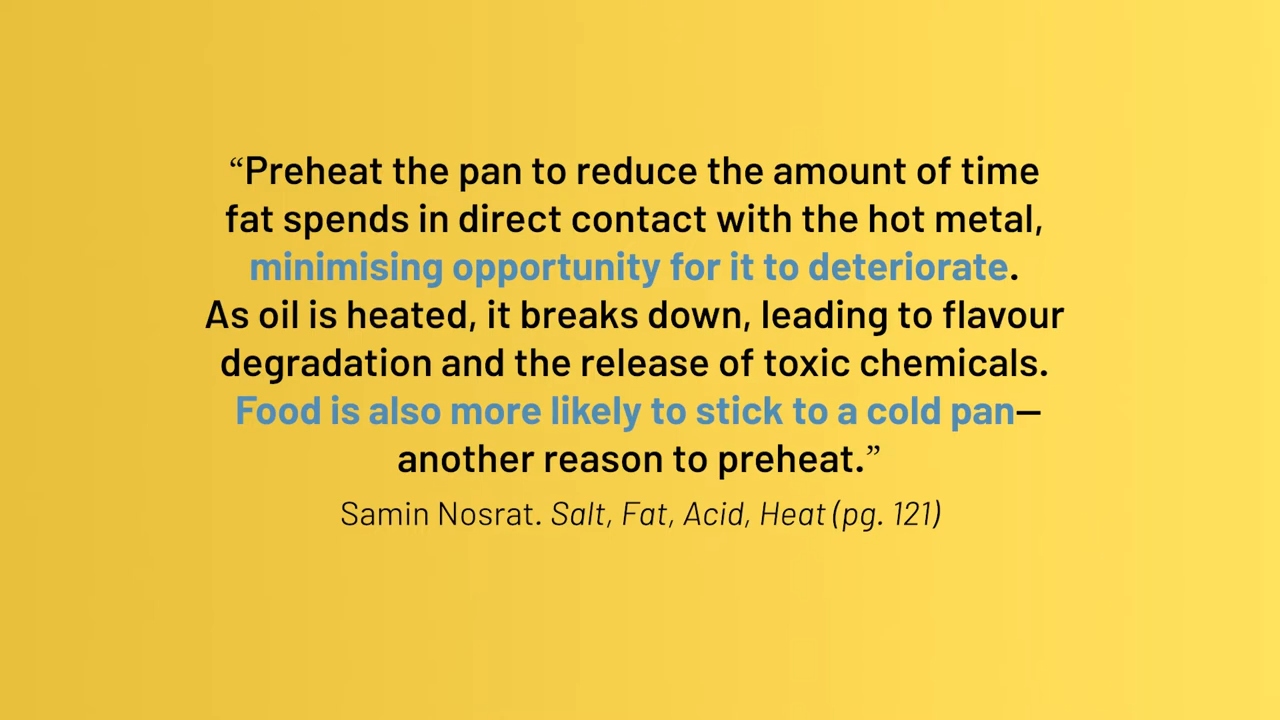 “Preheat the pan to reduce the amount of time
fat spends in direct contact with the hot metal,
minimising opportunity for it to deteriorate.
As oil is heated, it breaks down, leading to flavour
degradation and the release of toxic chemicals.
Food is also more likely to stick to a cold pan—
another reason to preheat.”
Samin Nosrat. Salt, Fat, Acid, Heat (pg. 121)